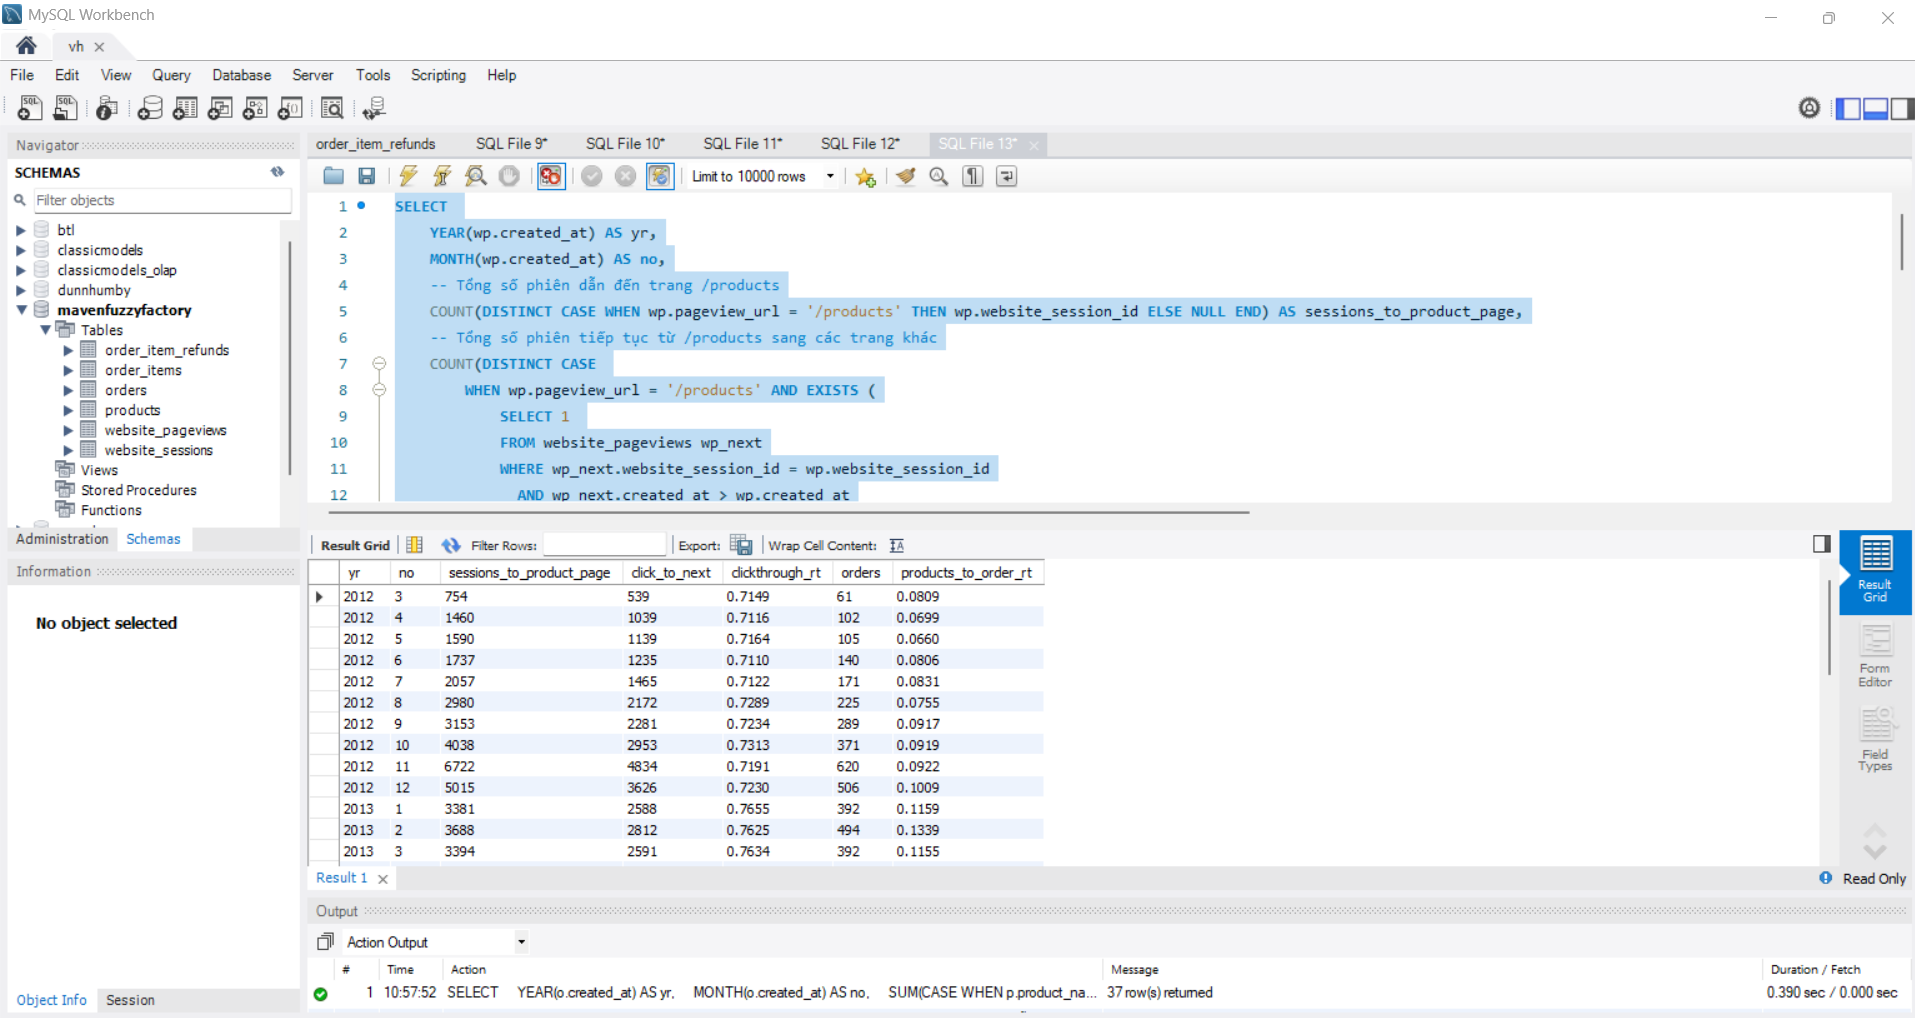 MySQL Workbench
vh
File Edit View Query Database Server Tools Scripting Help
Navigator
SCHEMAS
Filter objects
btl
classicmodels
classicmodels_olap
dunnhumby
mavenfuzzyfactory
Tables
order_item_refunds
order_items
orders
products
website_pageviews
website_sessions
Views
Stored Procedures
Functions
Administration Schemas
Information
No object selected
Object Info Session
order_item_refunds SQL File 9* SQL File 10* SQL File 11* SQL File 12* SQL File 13*
Limit to 10000 rows
1 SELECT
2 YEAR(wp.created_at) AS yr,
3 MONTH(wp.created_at) AS no,
4 -- Tổng số phiên dẫn đến trang /products
5 COUNT(DISTINCT CASE WHEN wp.pageview_url = '/products' THEN wp.website_session_id ELSE NULL END) AS sessions_to_product_page,
6 -- Tổng số phiên tiếp tục từ /products sang các trang khác
7 COUNT(DISTINCT CASE
8 WHEN wp.pageview_url = '/products' AND EXISTS (
9 SELECT 1
10 FROM website_pageviews wp_next
11 WHERE wp_next.website_session_id = wp.website_session_id
12 AND wp_next.created_at > wp.created_at
Result Grid Filter Rows: Export: Wrap Cell Content: IA
yr no sessions_to_product_page click_to_next clickthrough_rt orders products_to_order_rt
2012 3 754 539 0.7149 61 0.0809
2012 4 1460 1039 0.7116 102 0.0699
2012 5 1590 1139 0.7164 105 0.0660
2012 6 1737 1235 0.7110 140 0.0806
2012 7 2057 1465 0.7122 171 0.0831
2012 8 2980 2172 0.7289 225 0.0755
2012 9 3153 2281 0.7234 289 0.0917
2012 10 4038 2953 0.7313 371 0.0919
2012 11 6722 4834 0.7191 620 0.0922
2012 12 5015 3626 0.7230 506 0.1009
2013 1 3381 2588 0.7655 392 0.1159
2013 2 3688 2812 0.7625 494 0.1339
2013 3 3394 2591 0.7634 392 0.1155
Result Grid
Form Editor
Field Types
Result 1
Read Only
Output
Action Output
# Time Action Message Duration / Fetch
1 10:57:52 SELECT YEAR(o.created_at) AS yr, MONTH(o.created_at) AS no, SUM(CASE WHEN p.product_na... 37 row(s) returned 0.390 sec / 0.000 sec